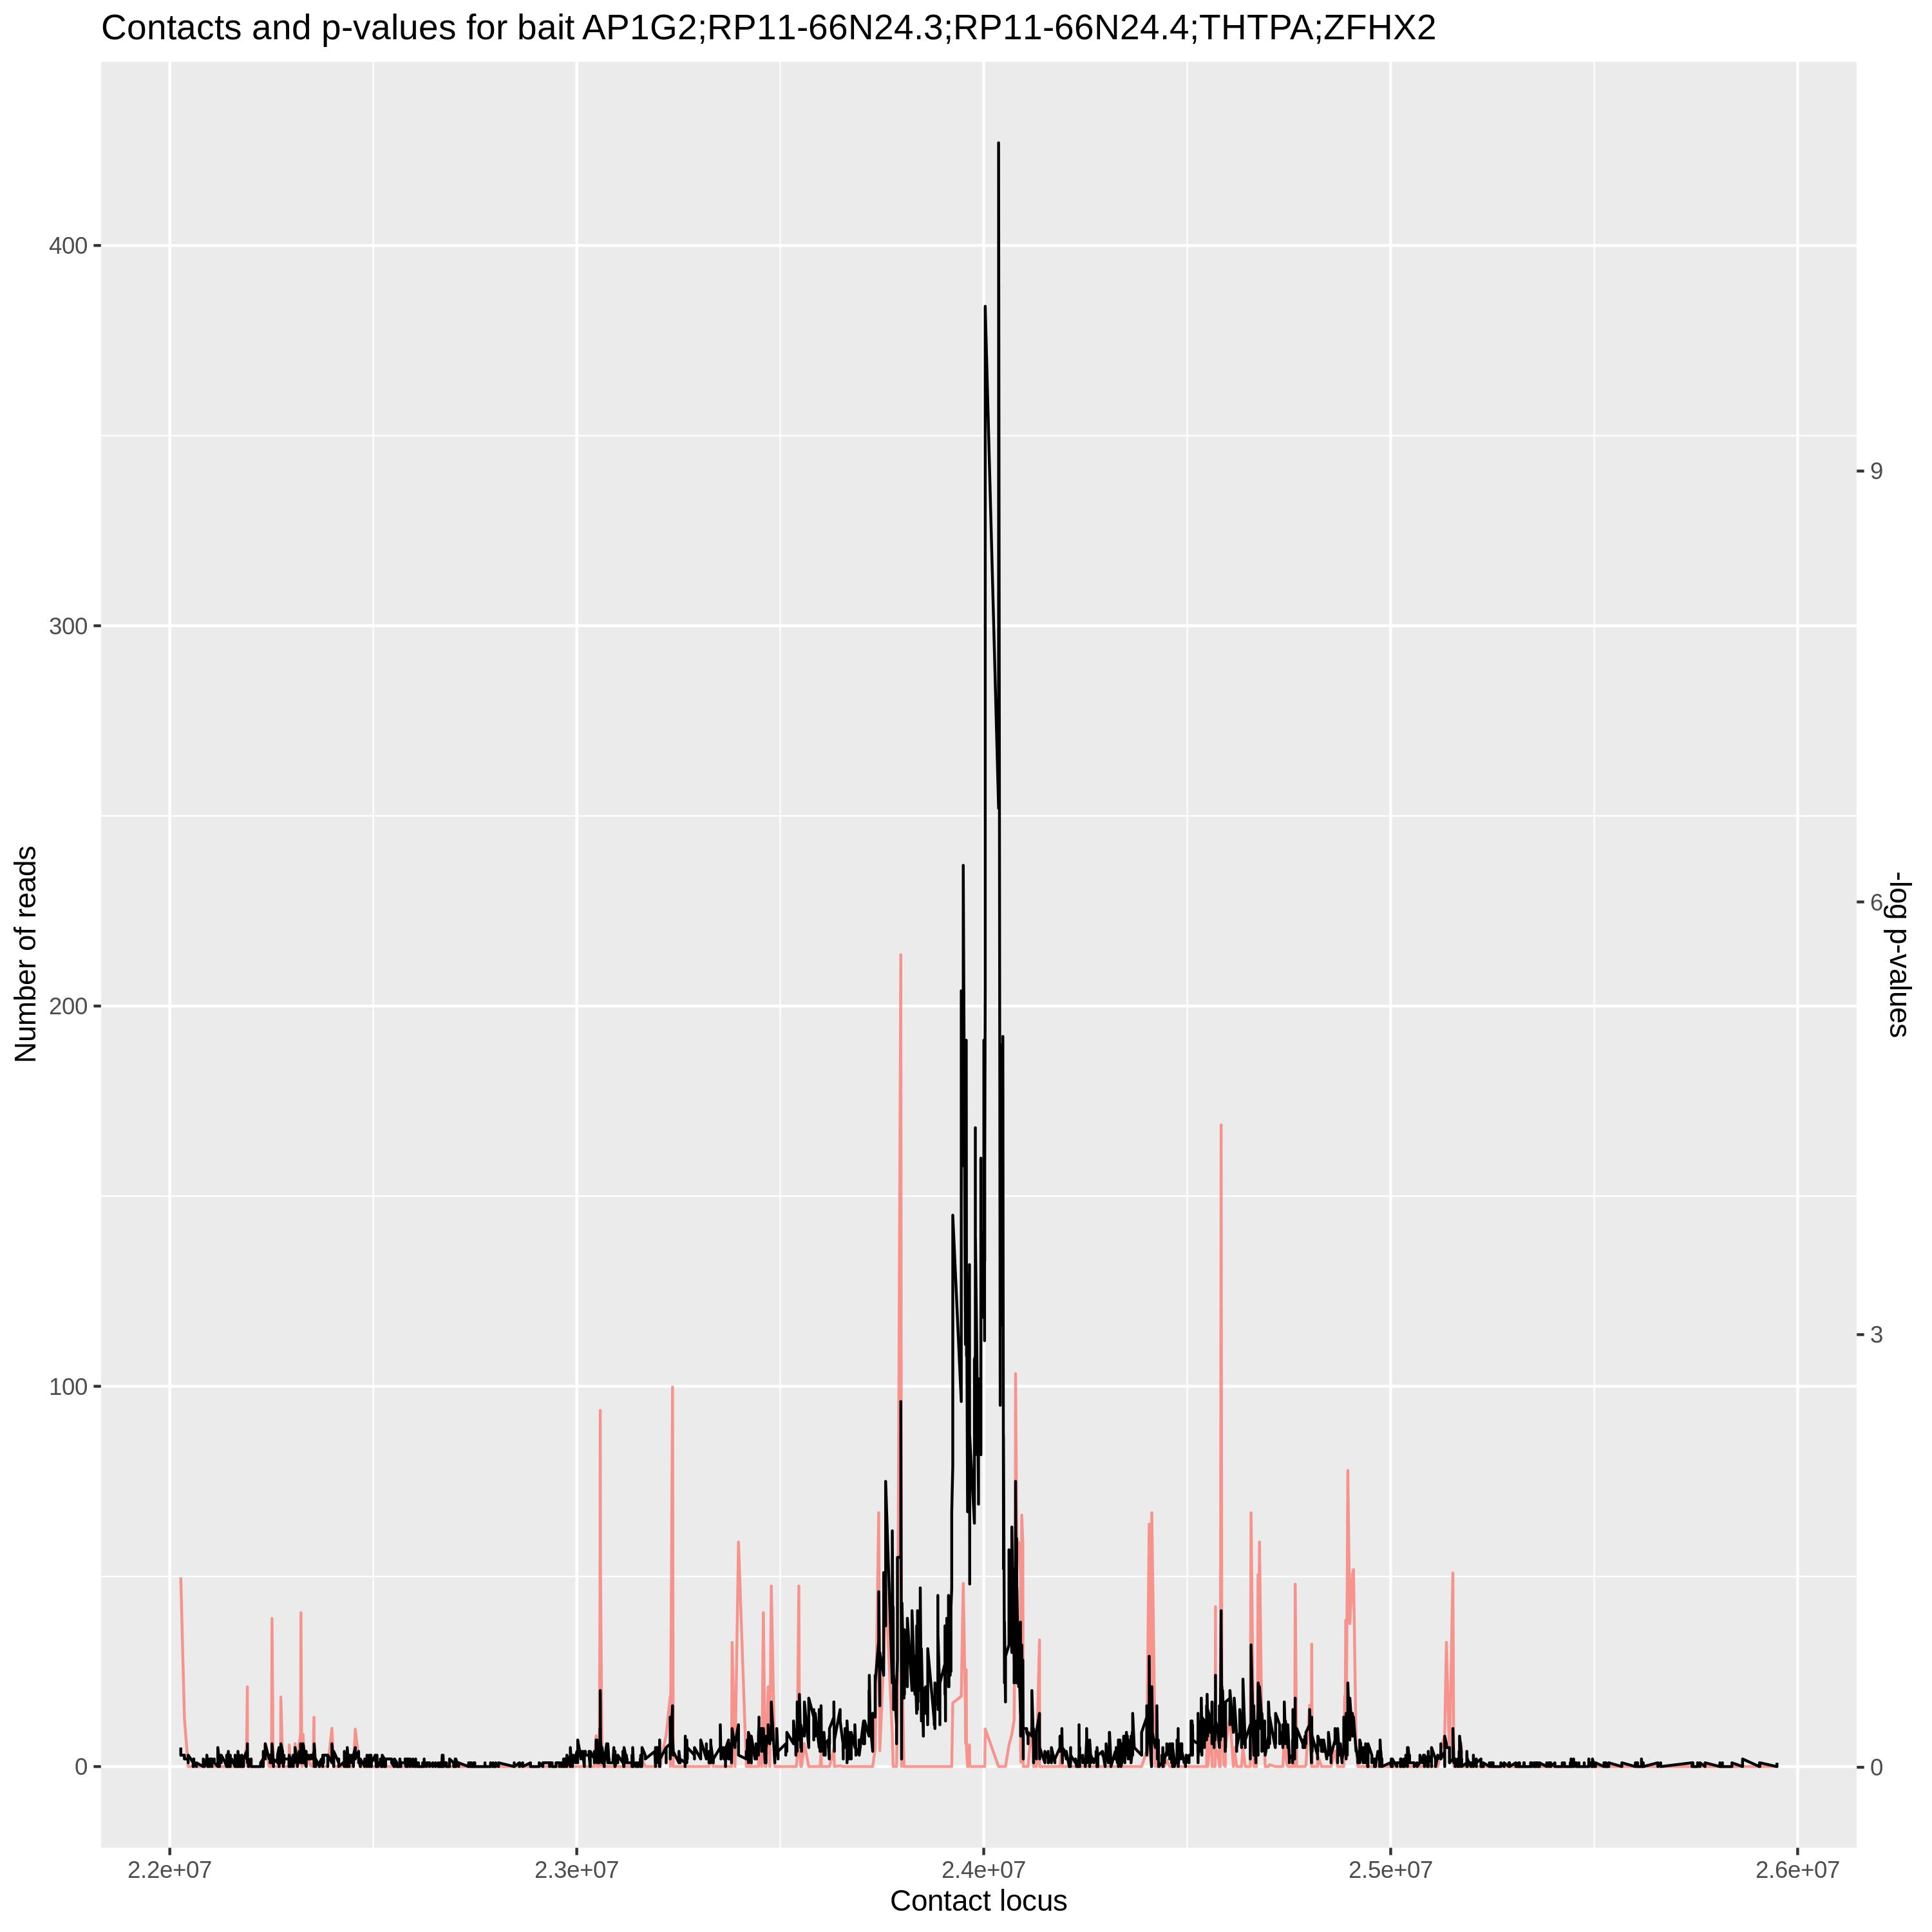 Contacts and p-values for bait AP1G2;RP11-66N24.3;RP11-66N24.4;THTPA;ZFHX2
400
300
200
100
0
Number of reads
9
6
3
0
-log p-values
2.2e+07
2.3e+07
2.4e+07
2.5e+07
2.6e+07
Contact locus